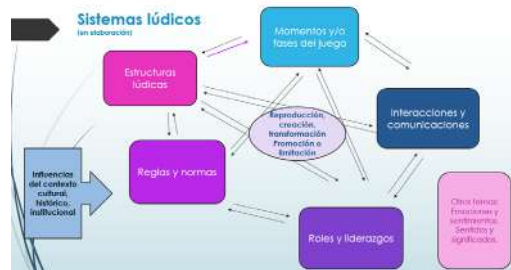 Sistemas lúdicos
(en elaboración)
Momentos y/o
fases del juego
Estructuras
lúdicas
Interacciones y
comunicaciones
Reproducción,
creación,
transformación
Promoción o
limitación
Reglas y normas
Influencias
del contexto
cultural,
histórico,
institucional
Roles y liderazgos
Otros temas:
Emociones y
sentimientos.
Sentidos y
significados.